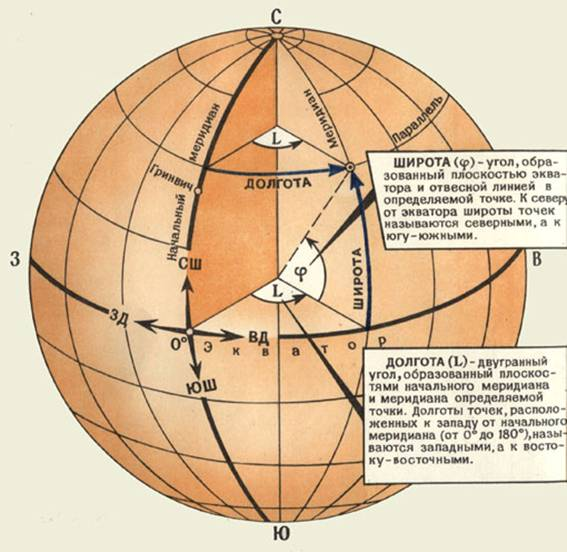 С
меридиан
Меридиан
Параллель
L
Гринвич
ДОЛГОТА
Начальный
ШИРОТА (φ) - угол, обра-
зованный плоскостью эква-
тора и отвесной линией в
определяемой точке. К северу
от экватора широты точек
называются северными, а к
югу-южными.
З
СШ
φ
L
ШИРОТА
В
ЗД
0°
ВД
Экватор
ЮШ
ДОЛГОТА (L) - двугранный
угол, образованный плоскос-
тями начального меридиана
и меридиана определяемой
точки. Долготы точек, располо-
женных к западу от начального
меридиана (от 0° до 180°), назы-
ваются западными, а к восто-
ку-восточными.
Ю